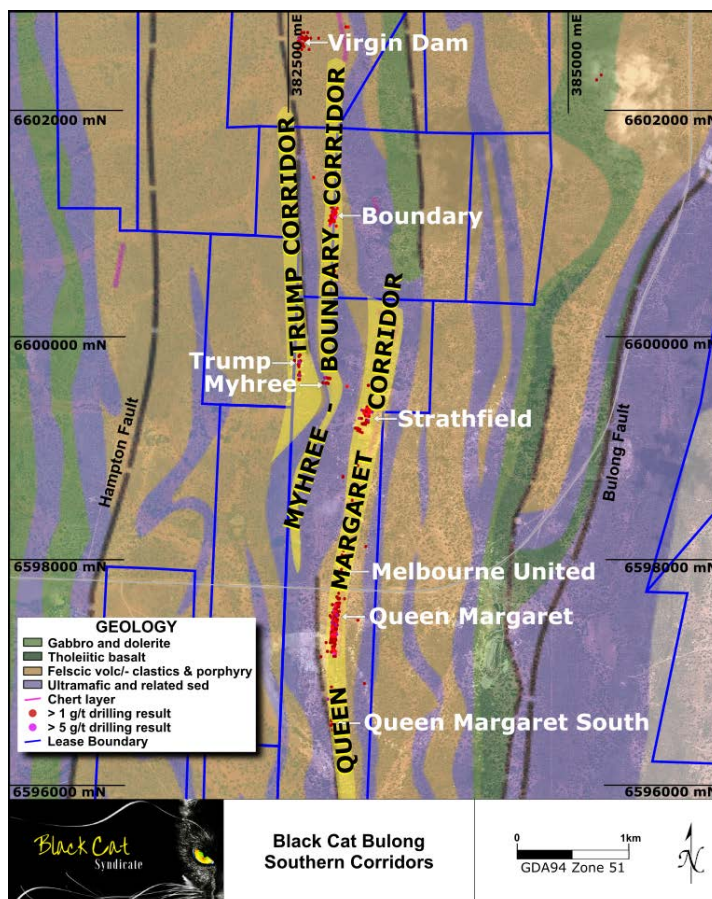 382500 mE
385000 mE
Virgin Dam
6602000 mN
6602000 mN
TRUMP CORRIDOR
MYHREE - BOUNDARY CORRIDOR
Boundary
6600000 mN
6600000 mN
Trump
Myhree
QUEEN MARGARET CORRIDOR
Strathfield
Hampton Fault
Bulong Fault
6598000 mN
6598000 mN
Melbourne United
Queen Margaret
Queen Margaret South
GEOLOGY
Gabbro and dolerite
Tholeiitic basalt
Felscic volc/- clastics & porphyry
Ultramafic and related sed
Chert layer
> 1 g/t drilling result
> 5 g/t drilling result
Lease Boundary
6596000 mN
6596000 mN
Black Cat
Syndicate
Black Cat Bulong
Southern Corridors
0 1km
GDA94 Zone 51
N